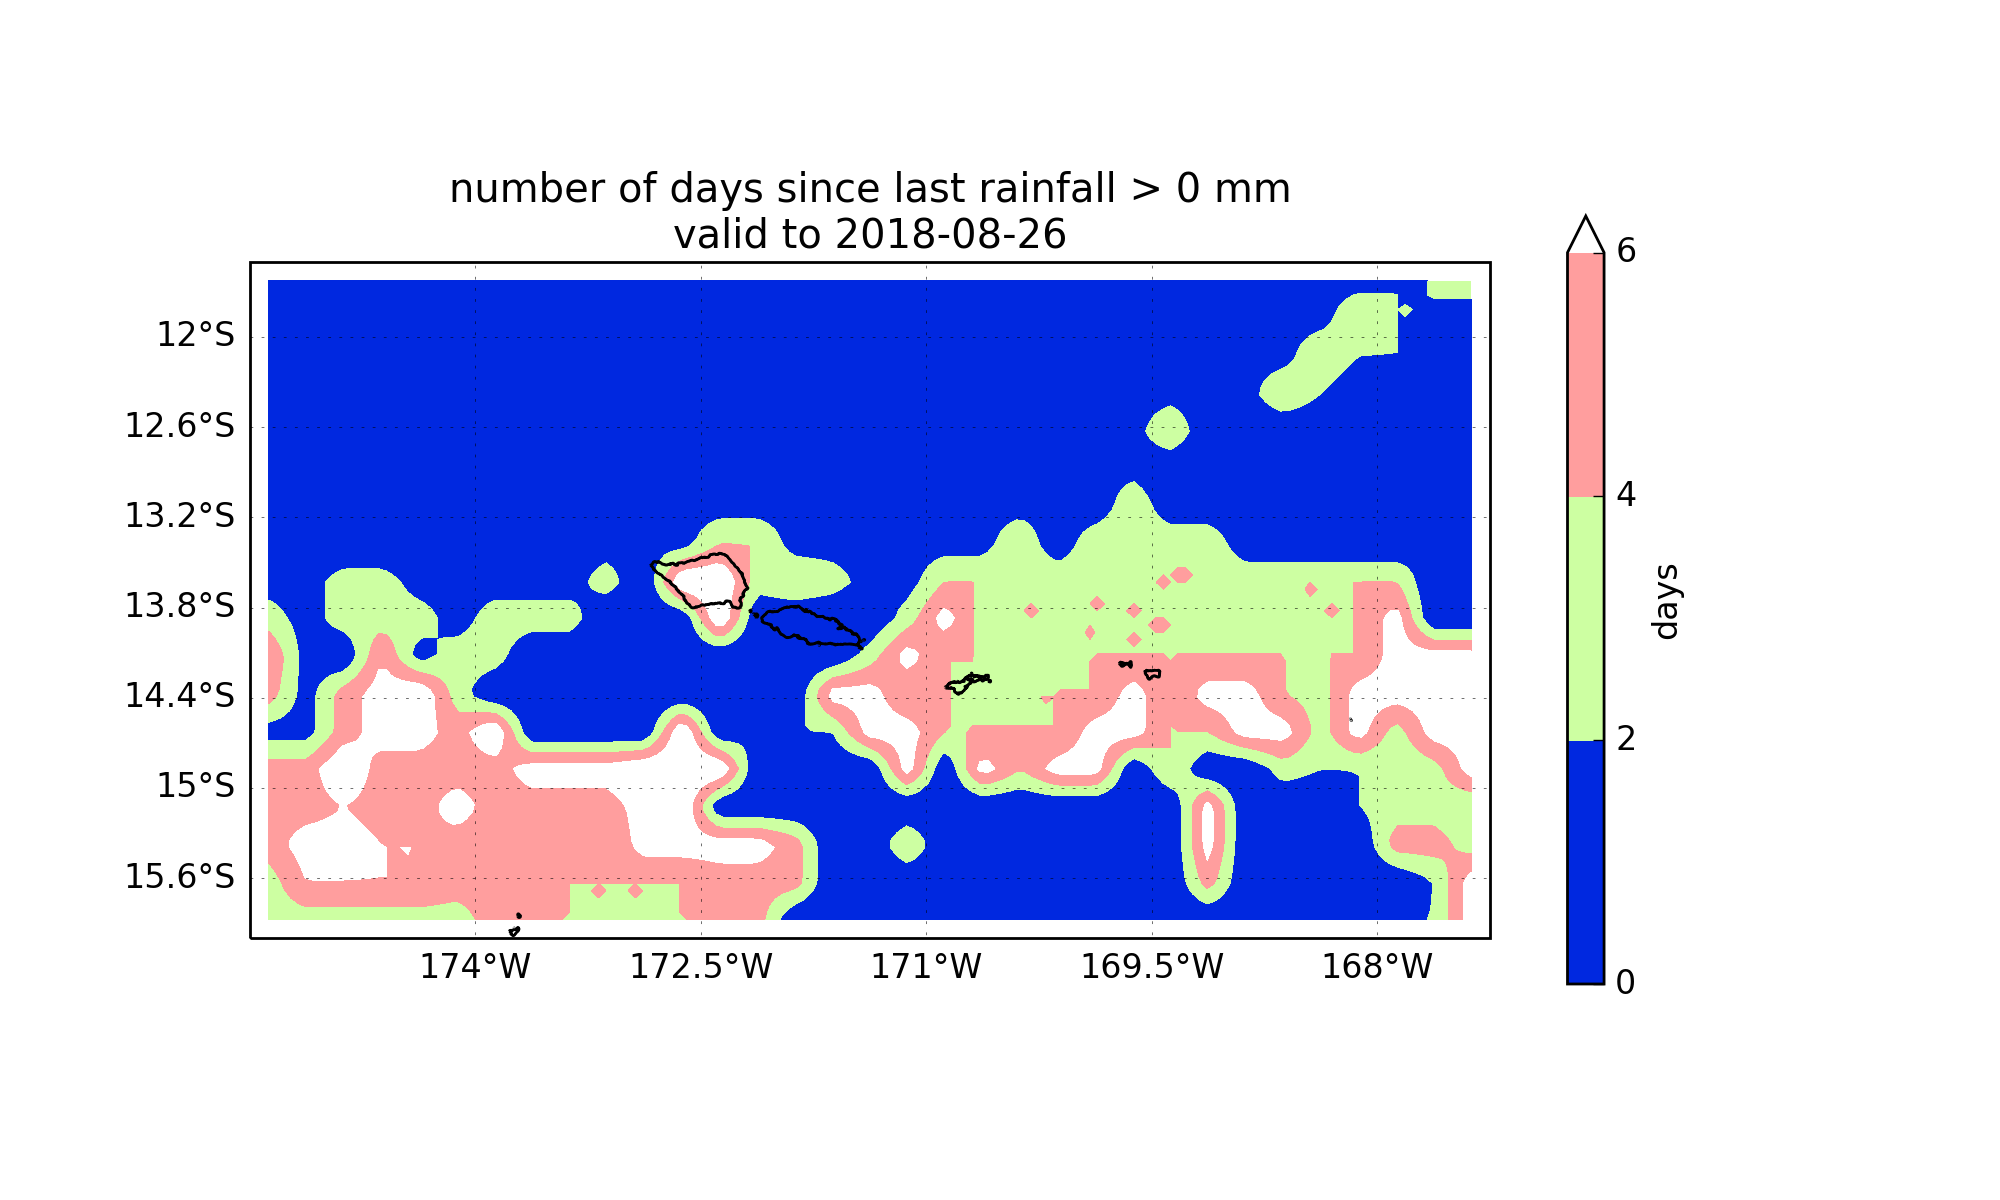 number of days since last rainfall > 0 mm
valid to 2018-08-26
12°S
12.6°S
13.2°S
13.8°S
14.4°S
15°S
15.6°S
174°W 172.5°W 171°W 169.5°W 168°W
6
4
2
0
days